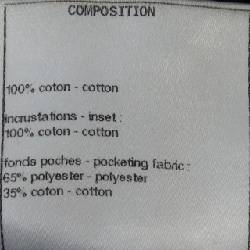 COMPOSITION
100% coton - cotton
incrustations - inset :
100% coton - cotton
fonds poches - pocketing fabric :
65% polyester - polyester
35% coton - cotton